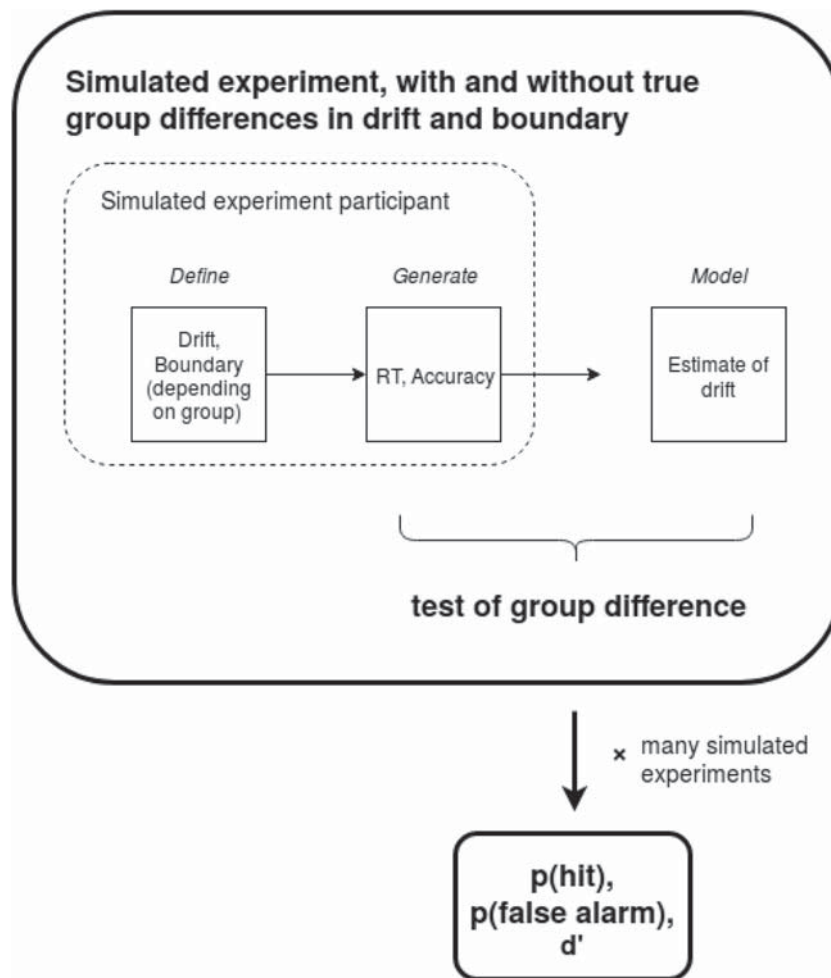 Simulated experiment, with and without true
group differences in drift and boundary
Simulated experiment participant
Define
Generate
Model
Drift,
Boundary
(depending
on group)
RT, Accuracy
Estimate of
drift
test of group difference
× many simulated
experiments
p(hit),
p(false alarm),
d'